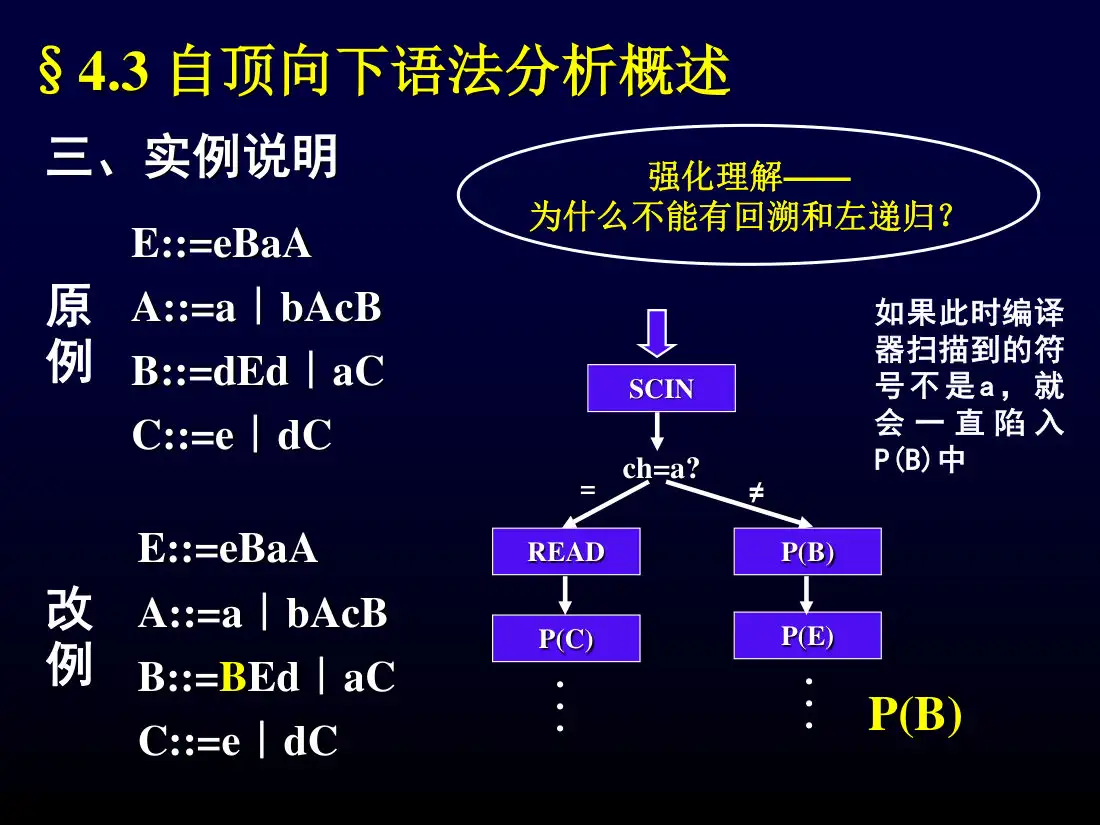 §4.3 自顶向下语法分析概述
三、实例说明
强化理解——
为什么不能有回溯和左递归?
原例
E::=eBaA
A::=a｜bAcB
B::=dEd｜aC
C::=e｜dC
改例
E::=eBaA
A::=a｜bAcB
B::=BEd｜aC
C::=e｜dC
SCIN
ch=a?
= ≠
READ P(B)
P(C) P(E)
P(B)
如果此时编译
器扫描到的符
号不是a，就
会一直陷入
P(B)中